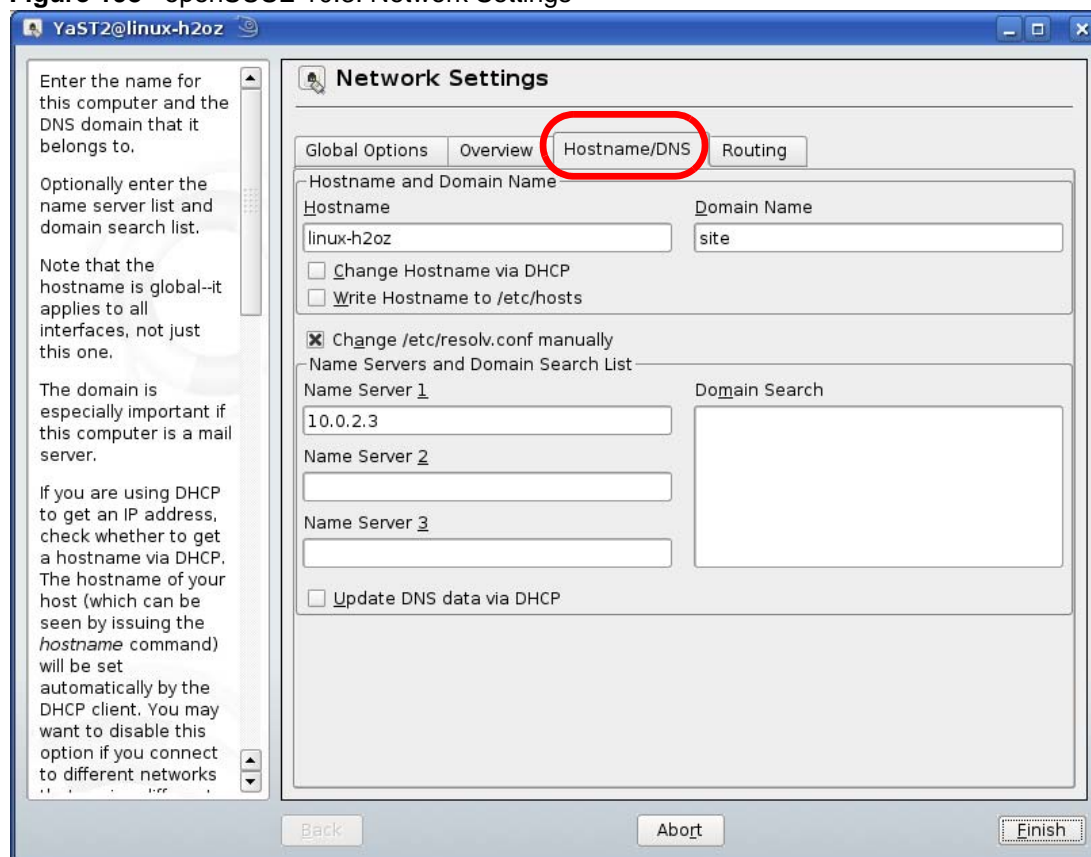 YaST2@linux-h2oz
Enter the name for
this computer and the
DNS domain that it
belongs to.
Optionally enter the
name server list and
domain search list.
Note that the
hostname is global--it
applies to all
interfaces, not just
this one.
The domain is
especially important if
this computer is a mail
server.
If you are using DHCP
to get an IP address,
check whether to get
a hostname via DHCP.
The hostname of your
host (which can be
seen by issuing the
hostname command)
will be set
automatically by the
DHCP client. You may
want to disable this
option if you connect
to different networks
Network Settings
Global Options Overview Hostname/DNS Routing
Hostname and Domain Name
Hostname Domain Name
linux-h2oz site
Change Hostname via DHCP
Write Hostname to /etc/hosts
Change /etc/resolv.conf manually
Name Servers and Domain Search List
Name Server 1 Domain Search
10.0.2.3
Name Server 2
Name Server 3
Update DNS data via DHCP
Back Abort Finish